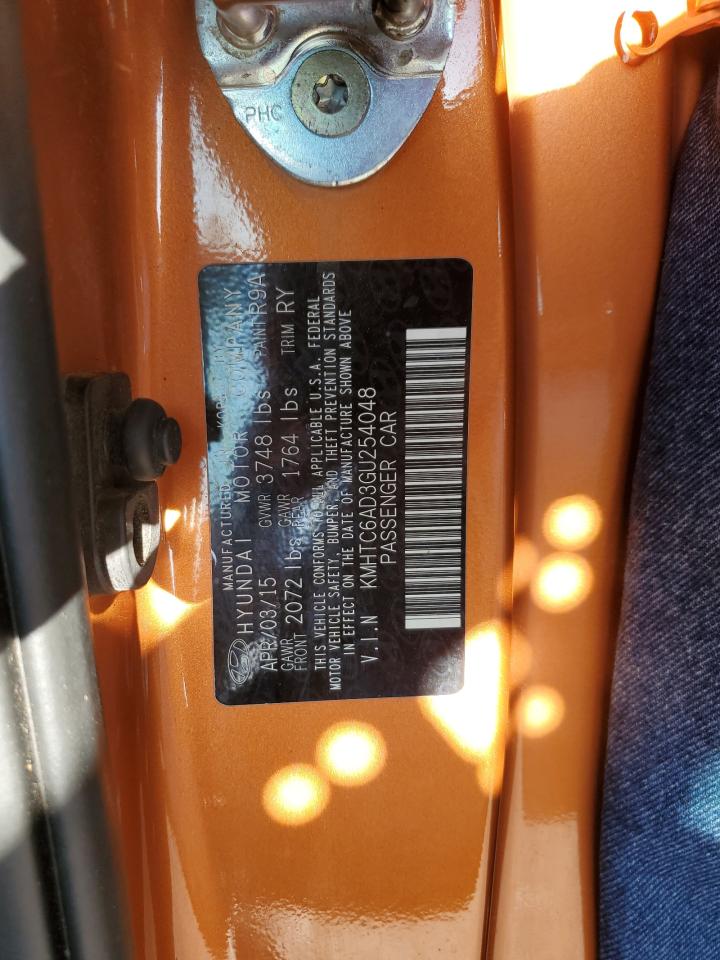 PHC
MANUFACTURED
HYUNDAI MOTOR COMPANY
APR/03/15 GVWR 3748 lbs PAINT R9A
GAWR FRONT 2072 lbs GAWR REAR 1764 lbs TRIM RY
THIS VEHICLE CONFORMS TO ALL APPLICABLE U.S.A. FEDERAL
MOTOR VEHICLE SAFETY, BUMPER AND THEFT PREVENTION STANDARDS
IN EFFECT ON THE DATE OF MANUFACTURE SHOWN ABOVE
V.I.N KMHTC6AD3GU254048
PASSENGER CAR